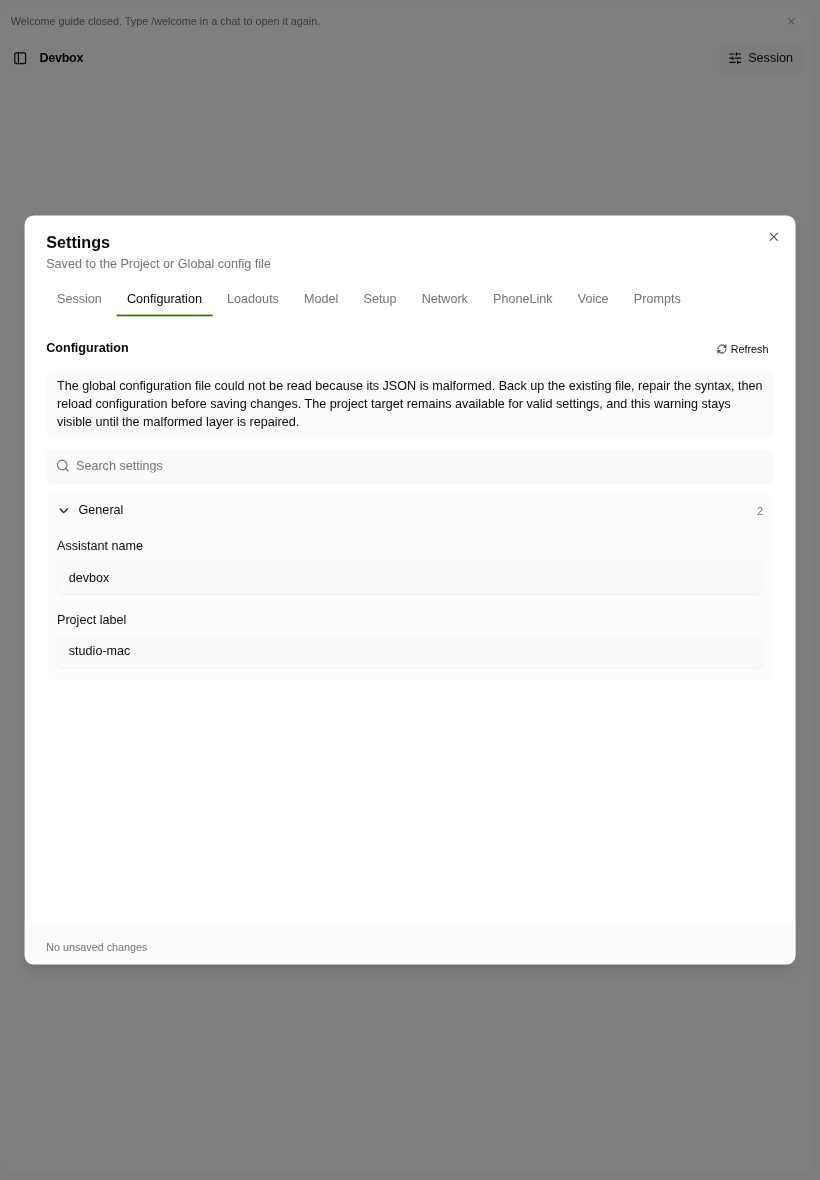 Welcome guide closed. Type /welcome in a chat to open it again.
Devbox
Session
Settings
Saved to the Project or Global config file
Session
Configuration
Loadouts
Model
Setup
Network
PhoneLink
Voice
Prompts
Configuration
Refresh
The global configuration file could not be read because its JSON is malformed. Back up the existing file, repair the syntax, then
reload configuration before saving changes. The project target remains available for valid settings, and this warning stays
visible until the malformed layer is repaired.
Search settings
General
2
Assistant name
devbox
Project label
studio-mac
No unsaved changes